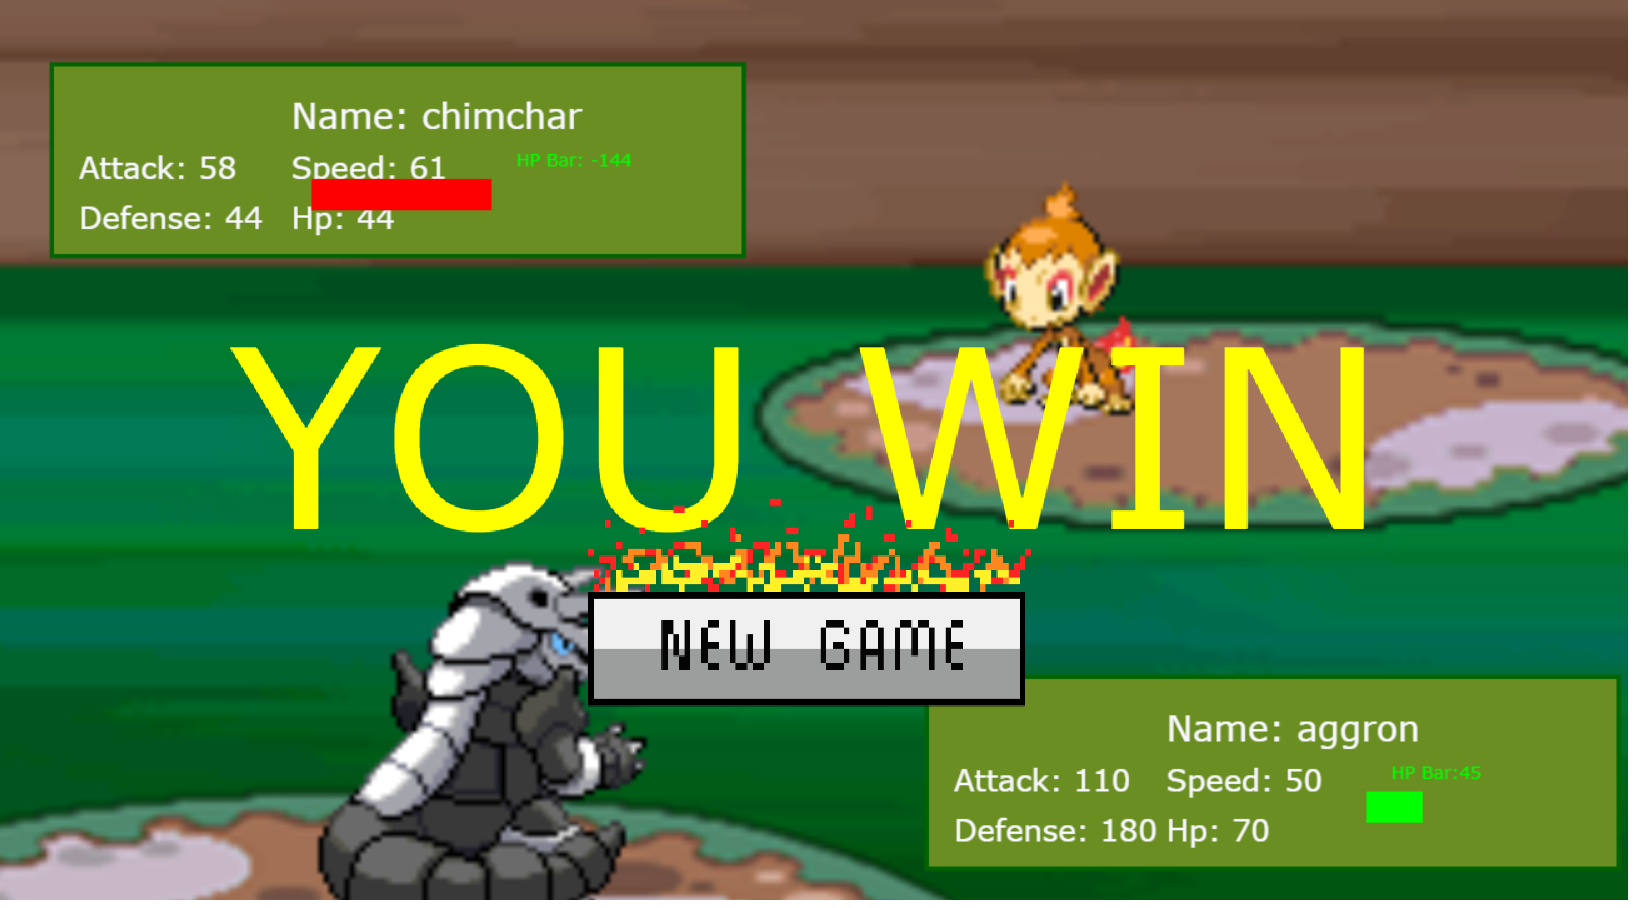 Name: chimchar
Attack: 58 Speed: 61 HP Bar: -144
Defense: 44 Hp: 44
YOU WIN
NEW GAME
Name: aggron
Attack: 110 Speed: 50 HP Bar:45
Defense: 180 Hp: 70